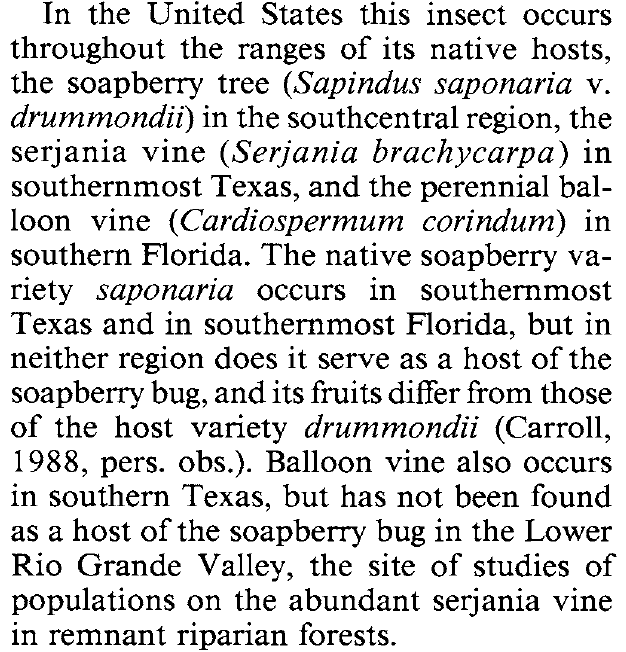 In the United States this insect occurs
throughout the ranges of its native hosts,
the soapberry tree (Sapindus saponaria v.
drummondii) in the southcentral region, the
serjania vine (Serjania brachycarpa) in
southernmost Texas, and the perennial bal-
loon vine (Cardiospermum corindum) in
southern Florida. The native soapberry va-
riety saponaria occurs in southernmost
Texas and in southernmost Florida, but in
neither region does it serve as a host of the
soapberry bug, and its fruits differ from those
of the host variety drummondii (Carroll,
1988, pers. obs.). Balloon vine also occurs
in southern Texas, but has not been found
as a host of the soapberry bug in the Lower
Rio Grande Valley, the site of studies of
populations on the abundant serjania vine
in remnant riparian forests.